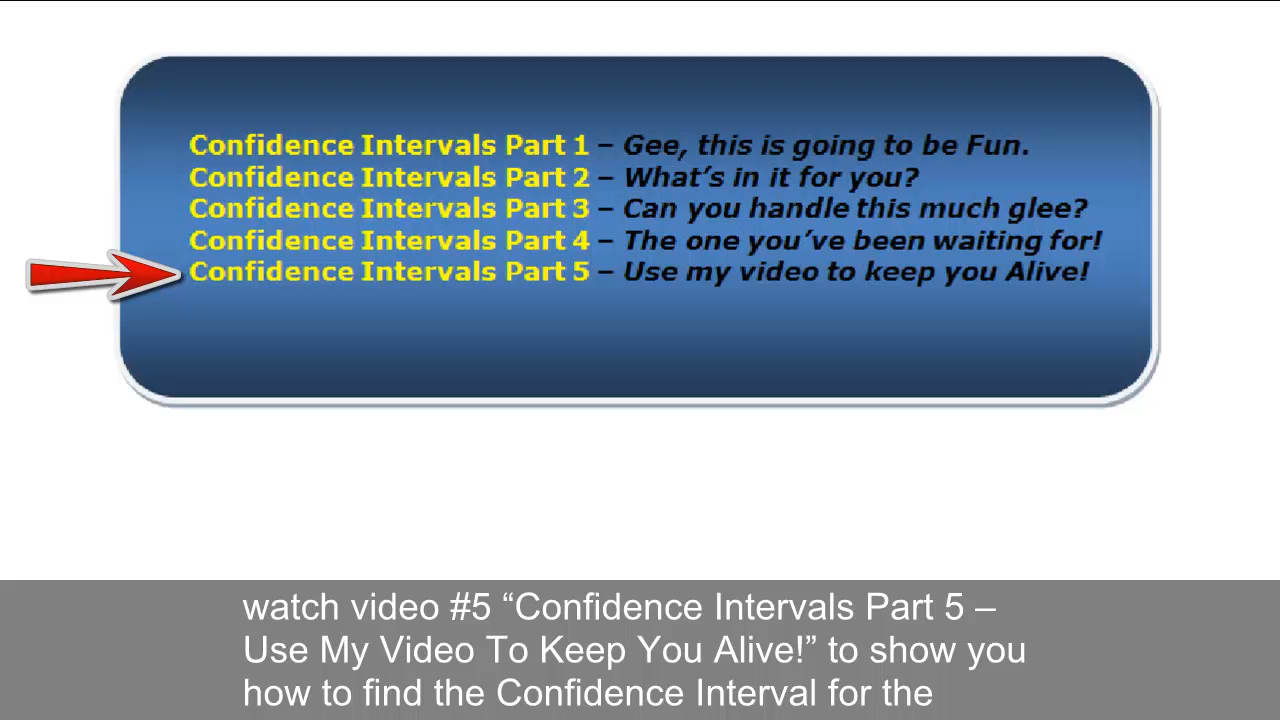 Confidence Intervals Part 1 – Gee, this is going to be Fun.
Confidence Intervals Part 2 – What’s in it for you?
Confidence Intervals Part 3 – Can you handle this much glee?
Confidence Intervals Part 4 – The one you’ve been waiting for!
Confidence Intervals Part 5 – Use my video to keep you Alive!
watch video #5 “Confidence Intervals Part 5 –
Use My Video To Keep You Alive!” to show you
how to find the Confidence Interval for the